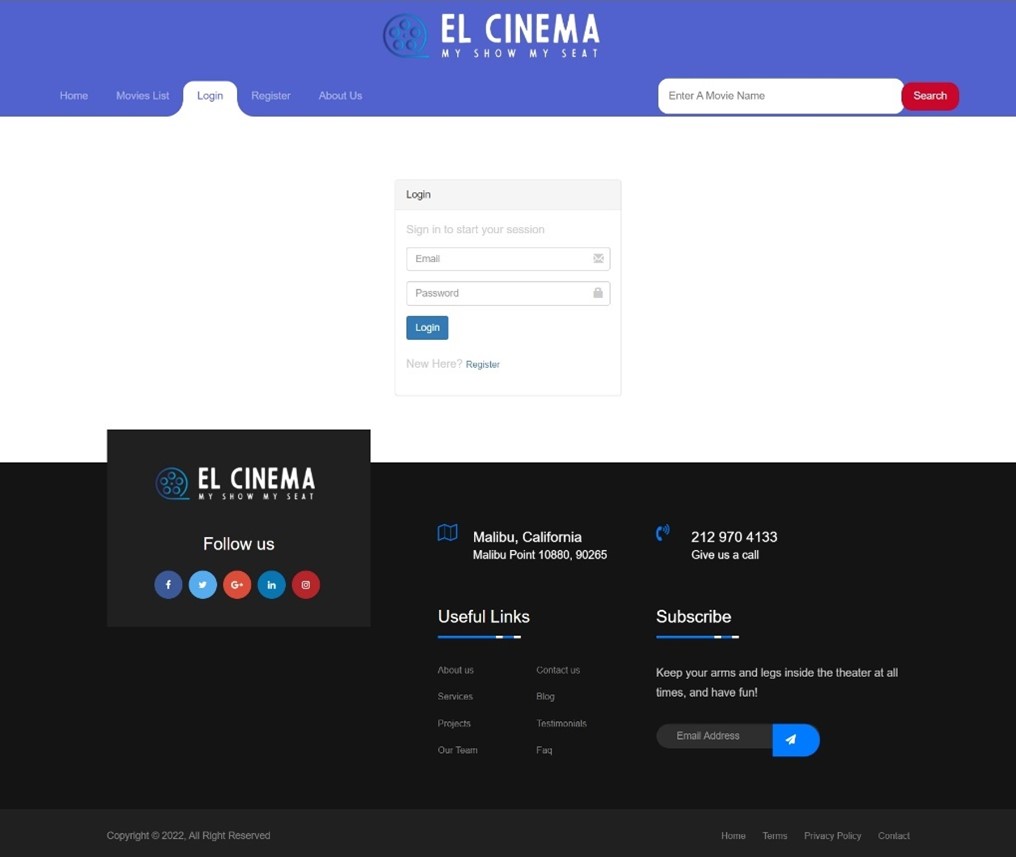 EL CINEMA
MY SHOW MY SEAT
Home Movies List Login Register About Us Enter A Movie Name Search
Login
Sign in to start your session
Email
Password
Login
New Here? Register
EL CINEMA
MY SHOW MY SEAT
Follow us
Malibu, California
Malibu Point 10880, 90265
212 970 4133
Give us a call
Useful Links
About us Contact us
Services Blog
Projects Testimonials
Our Team Faq
Subscribe
Keep your arms and legs inside the theater at all
times, and have fun!
Email Address
Copyright © 2022, All Right Reserved
Home Terms Privacy Policy Contact